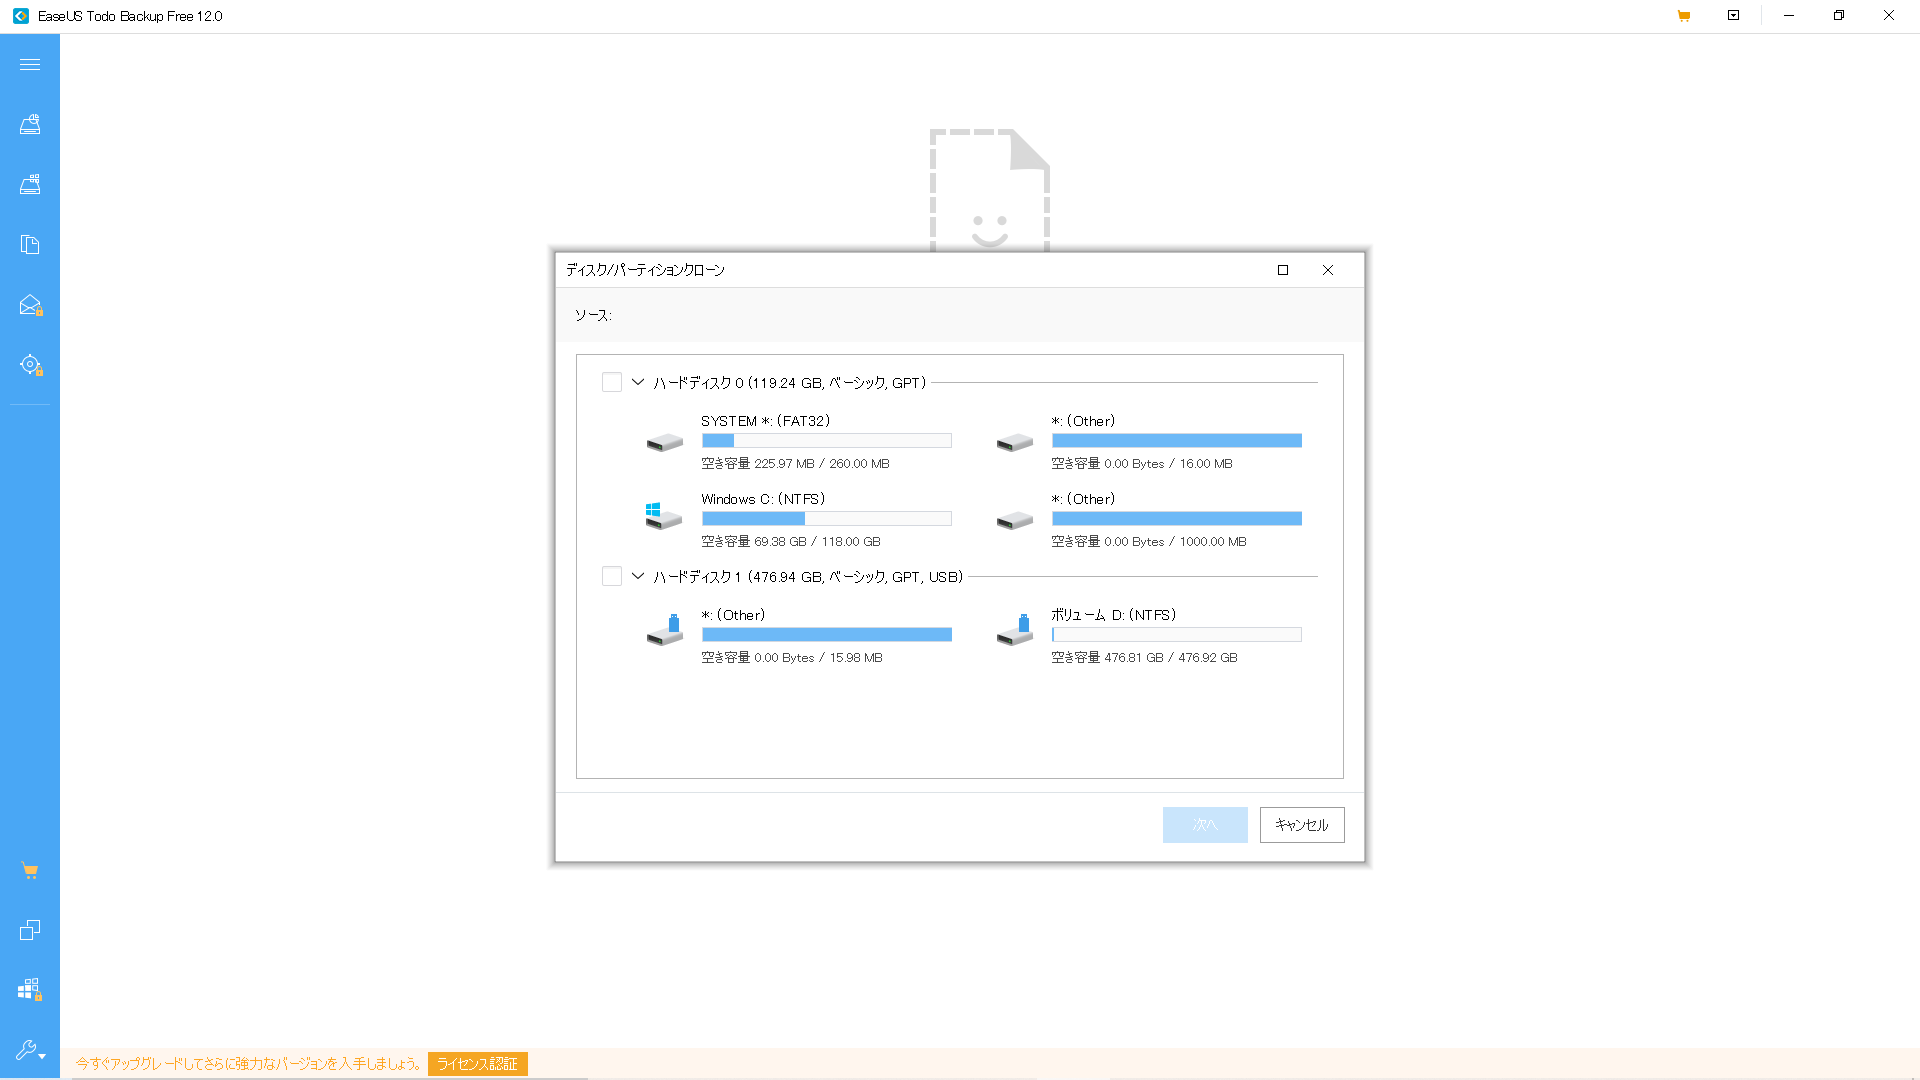 EaseUS Todo Backup Free 12.0
ディスク/パーティションクローン
ソース:
ハードディスク 0 (119.24 GB, ベーシック, GPT)
SYSTEM *: (FAT32)
空き容量 225.97 MB / 260.00 MB
*: (Other)
空き容量 0.00 Bytes / 16.00 MB
Windows C: (NTFS)
空き容量 69.38 GB / 118.00 GB
*: (Other)
空き容量 0.00 Bytes / 1000.00 MB
ハードディスク 1 (476.94 GB, ベーシック, GPT, USB)
*: (Other)
空き容量 0.00 Bytes / 15.98 MB
ボリューム D: (NTFS)
空き容量 476.81 GB / 476.92 GB
次へ
キャンセル
今すぐアップグレードしてさらに強力なバージョンを入手しましょう。
ライセンス認証